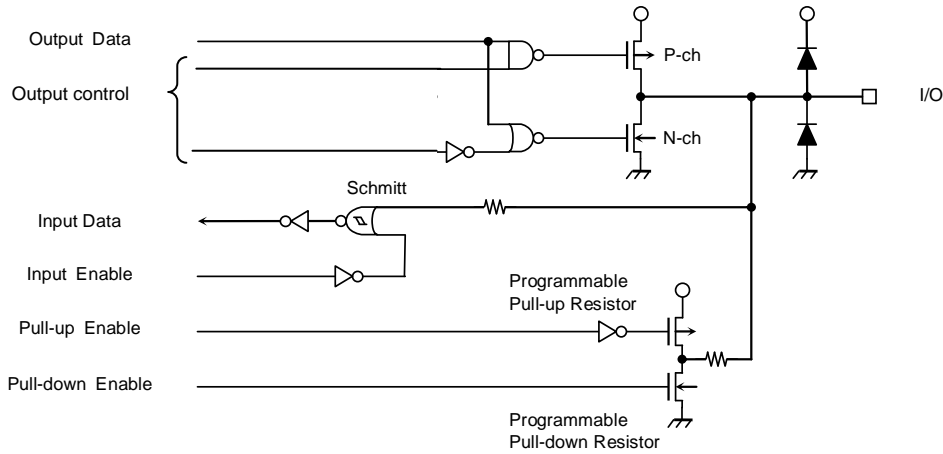 Output Data
P-ch
Output control
I/O
N-ch
Schmitt
Input Data
Input Enable
Programmable
Pull-up Resistor
Pull-up Enable
Pull-down Enable
Programmable
Pull-down Resistor